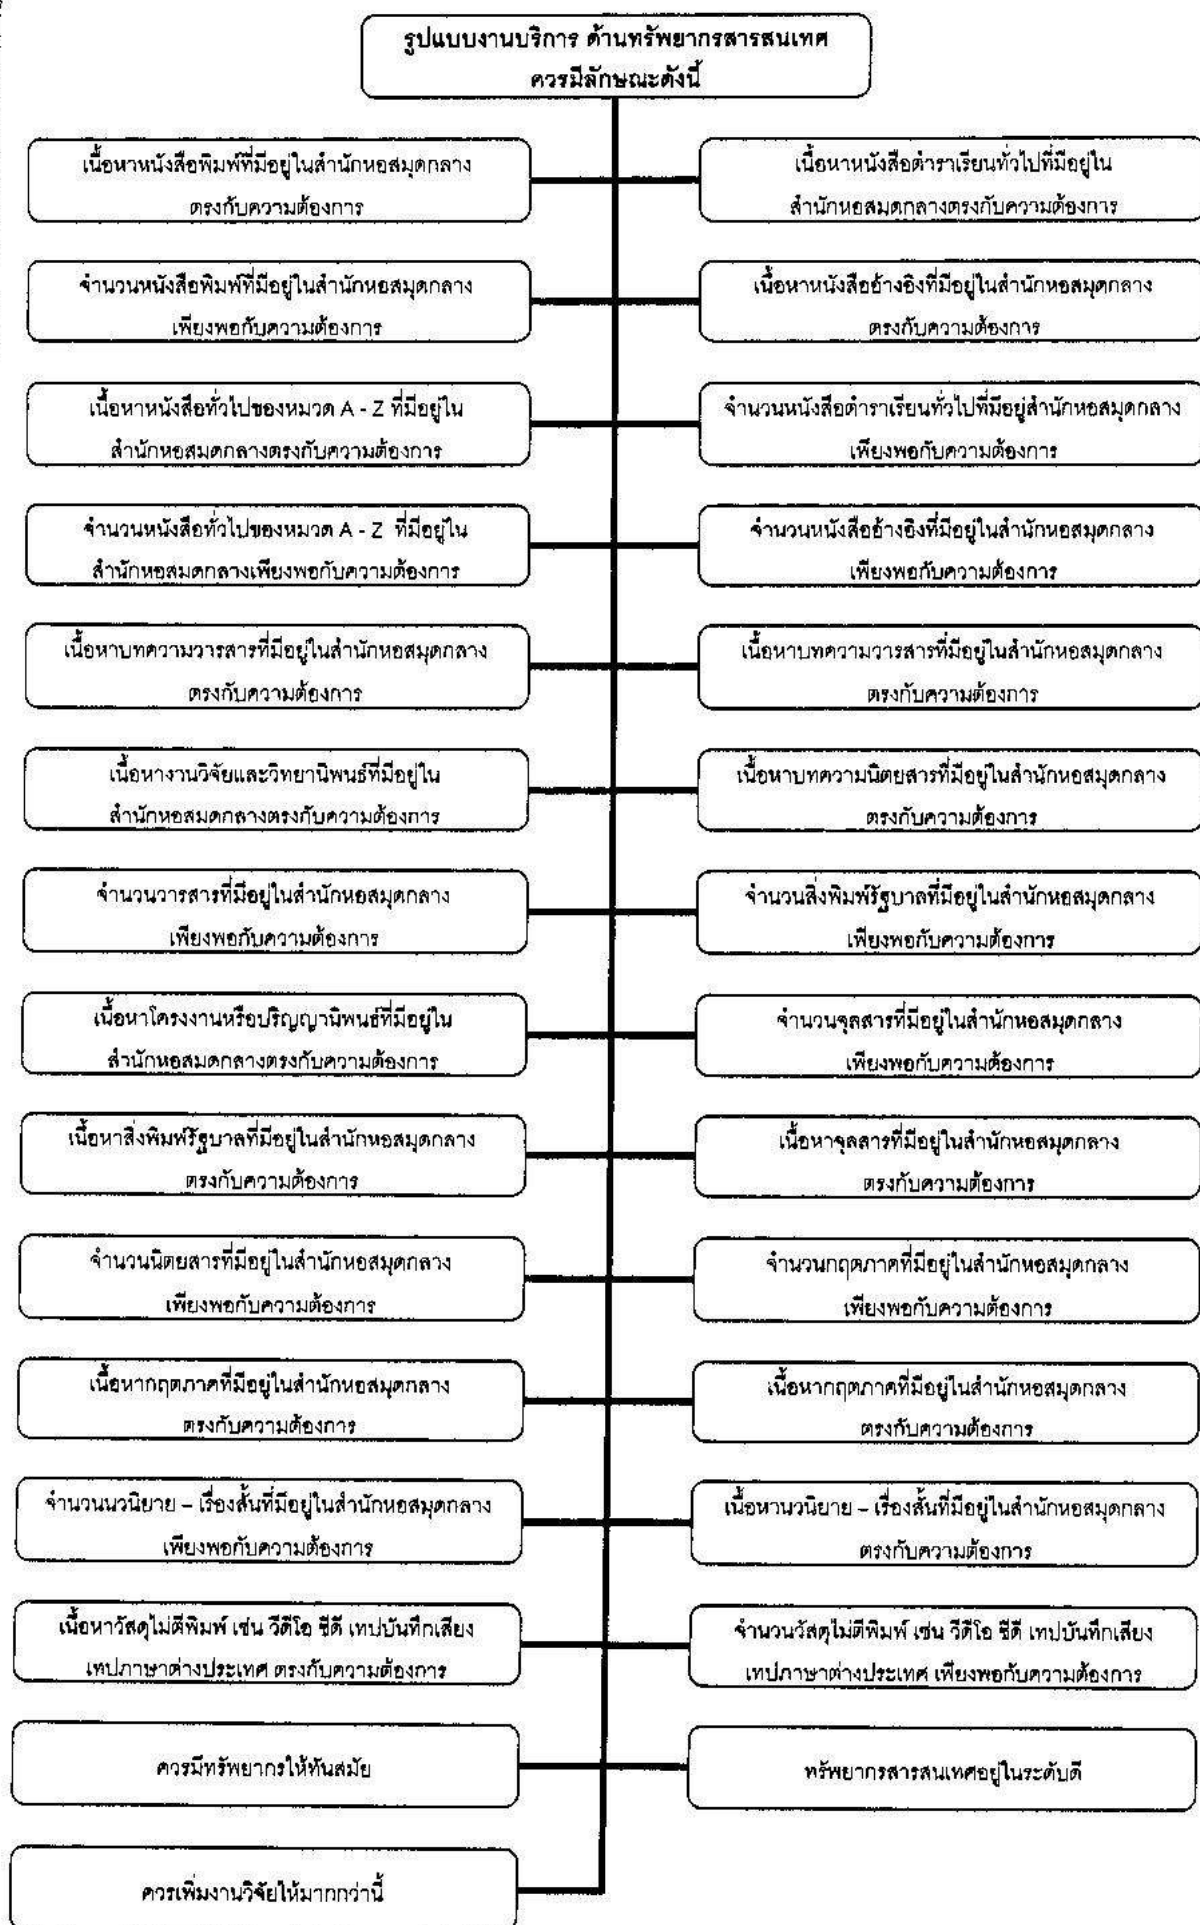 รูปแบบงานบริการ ด้านทรัพยากรสารสนเทศ
ควรมีลักษณะดังนี้
เนื้อหาหนังสือพิมพ์ที่มีอยู่ในสำนักหอสมุดกลาง
ตรงกับความต้องการ
เนื้อหาหนังสือตำราเรียนทั่วไปที่มีอยู่ใน
สำนักหอสมุดกลางตรงกับความต้องการ
จำนวนหนังสือพิมพ์ที่มีอยู่ในสำนักหอสมุดกลาง
เพียงพอกับความต้องการ
เนื้อหาหนังสืออ้างอิงที่มีอยู่ในสำนักหอสมุดกลาง
ตรงกับความต้องการ
เนื้อหาหนังสือทั่วไปของหมวด A - Z ที่มีอยู่ใน
สำนักหอสมุดกลางตรงกับความต้องการ
จำนวนหนังสือตำราเรียนทั่วไปที่มีอยู่สำนักหอสมุดกลาง
เพียงพอกับความต้องการ
จำนวนหนังสือทั่วไปของหมวด A - Z ที่มีอยู่ใน
สำนักหอสมุดกลางเพียงพอกับความต้องการ
จำนวนหนังสืออ้างอิงที่มีอยู่ในสำนักหอสมุดกลาง
เพียงพอกับความต้องการ
เนื้อหาบทความวารสารที่มีอยู่ในสำนักหอสมุดกลาง
ตรงกับความต้องการ
เนื้อหาบทความวารสารที่มีอยู่ในสำนักหอสมุดกลาง
ตรงกับความต้องการ
เนื้อหางานวิจัยและวิทยานิพนธ์ที่มีอยู่ใน
สำนักหอสมุดกลางตรงกับความต้องการ
เนื้อหาบทความนิตยสารที่มีอยู่ในสำนักหอสมุดกลาง
ตรงกับความต้องการ
จำนวนวารสารที่มีอยู่ในสำนักหอสมุดกลาง
เพียงพอกับความต้องการ
จำนวนสิ่งพิมพ์รัฐบาลที่มีอยู่ในสำนักหอสมุดกลาง
เพียงพอกับความต้องการ
เนื้อหาโครงงานหรือปริญญานิพนธ์ที่มีอยู่ใน
สำนักหอสมุดกลางตรงกับความต้องการ
จำนวนจุลสารที่มีอยู่ในสำนักหอสมุดกลาง
เพียงพอกับความต้องการ
เนื้อหาสิ่งพิมพ์รัฐบาลที่มีอยู่ในสำนักหอสมุดกลาง
ตรงกับความต้องการ
เนื้อหาจุลสารที่มีอยู่ในสำนักหอสมุดกลาง
ตรงกับความต้องการ
จำนวนนิตยสารที่มีอยู่ในสำนักหอสมุดกลาง
เพียงพอกับความต้องการ
จำนวนกฤตภาคที่มีอยู่ในสำนักหอสมุดกลาง
เพียงพอกับความต้องการ
เนื้อหากฤตภาคที่มีอยู่ในสำนักหอสมุดกลาง
ตรงกับความต้องการ
เนื้อหากฤตภาคที่มีอยู่ในสำนักหอสมุดกลาง
ตรงกับความต้องการ
จำนวนนวนิยาย – เรื่องสั้นที่มีอยู่ในสำนักหอสมุดกลาง
เพียงพอกับความต้องการ
เนื้อหานวนิยาย – เรื่องสั้นที่มีอยู่ในสำนักหอสมุดกลาง
ตรงกับความต้องการ
เนื้อหาวัสดุไม่ตีพิมพ์ เช่น วีดีโอ ซีดี เทปบันทึกเสียง
เทปภาษาต่างประเทศ ตรงกับความต้องการ
จำนวนวัสดุไม่ตีพิมพ์ เช่น วีดีโอ ซีดี เทปบันทึกเสียง
เทปภาษาต่างประเทศ เพียงพอกับความต้องการ
ควรมีทรัพยากรให้ทันสมัย
ทรัพยากรสารสนเทศอยู่ในระดับดี
ควรเพิ่มงานวิจัยให้มากกว่านี้